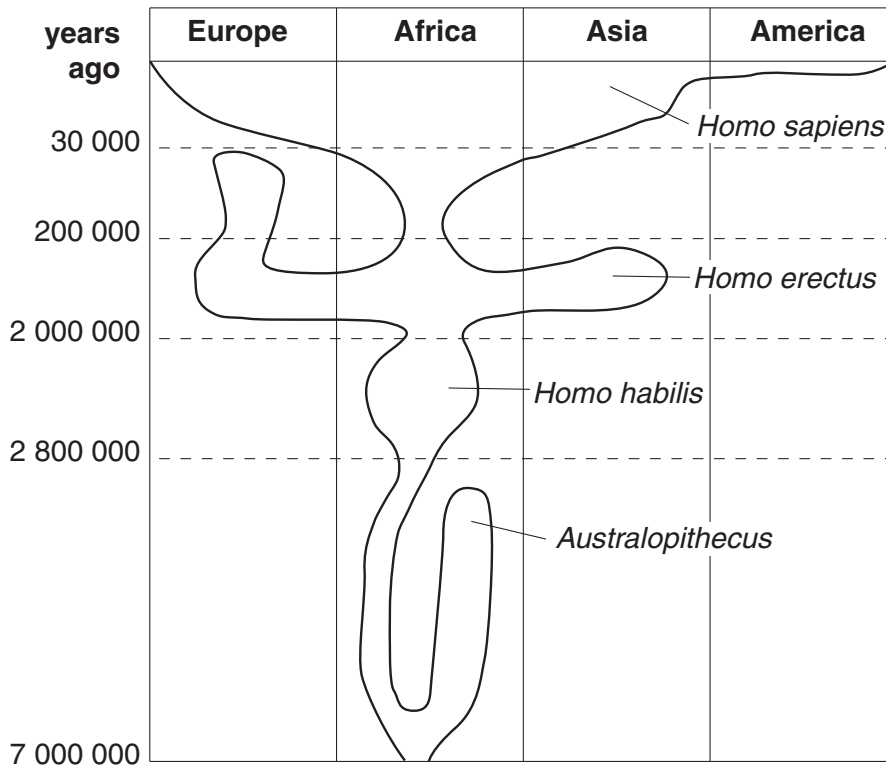 years
ago
Europe
Africa
Asia
America
Homo sapiens
30 000
200 000
Homo erectus
2 000 000
Homo habilis
2 800 000
Australopithecus
7 000 000